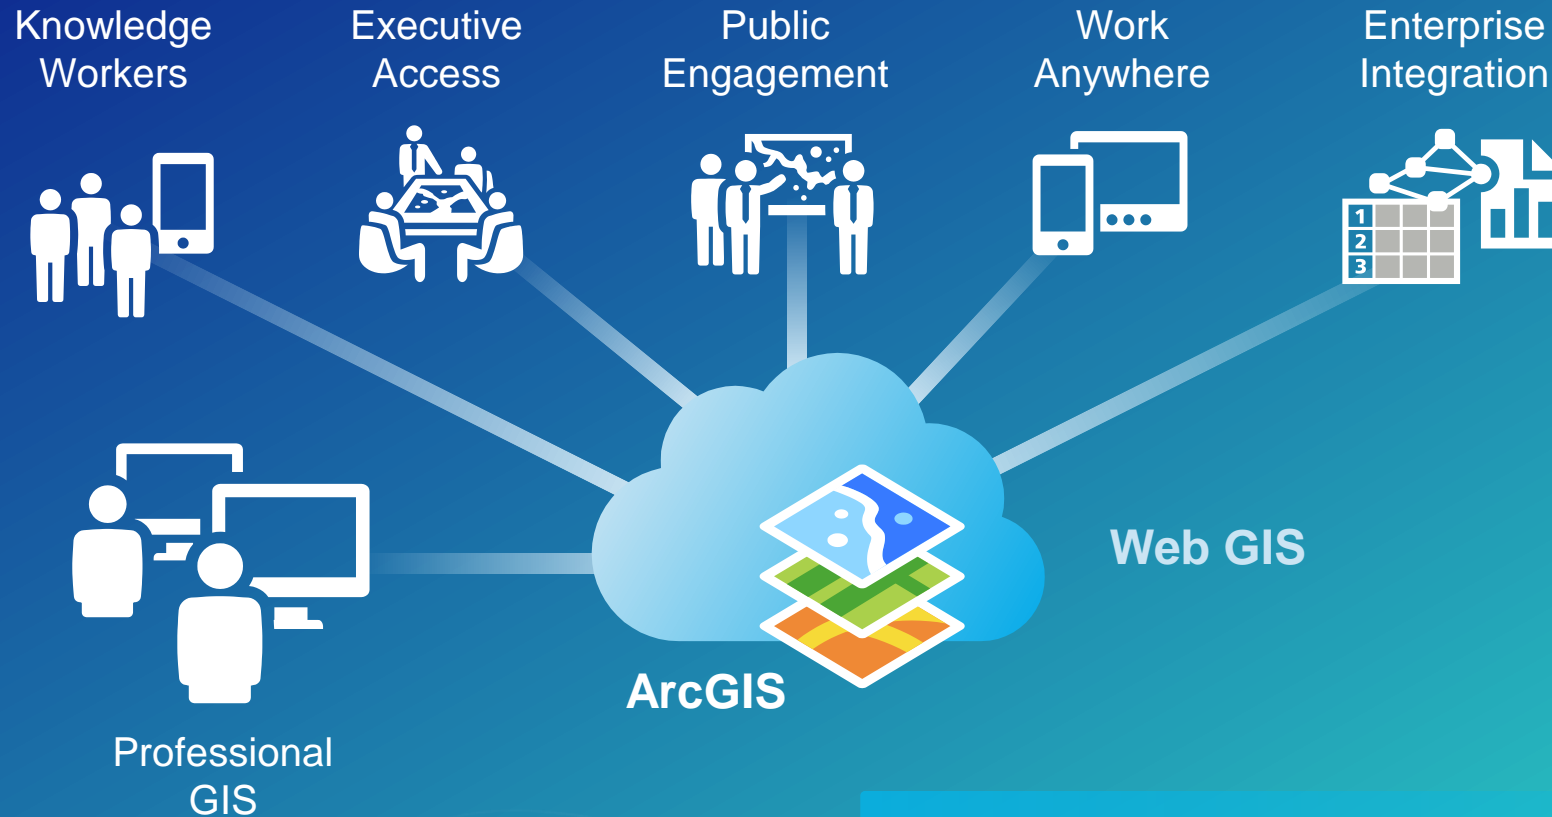 Knowledge
Workers
Executive
Access
Public
Engagement
Work
Anywhere
Enterprise
Integration
1
2
3
Web GIS
ArcGIS
Professional
GIS